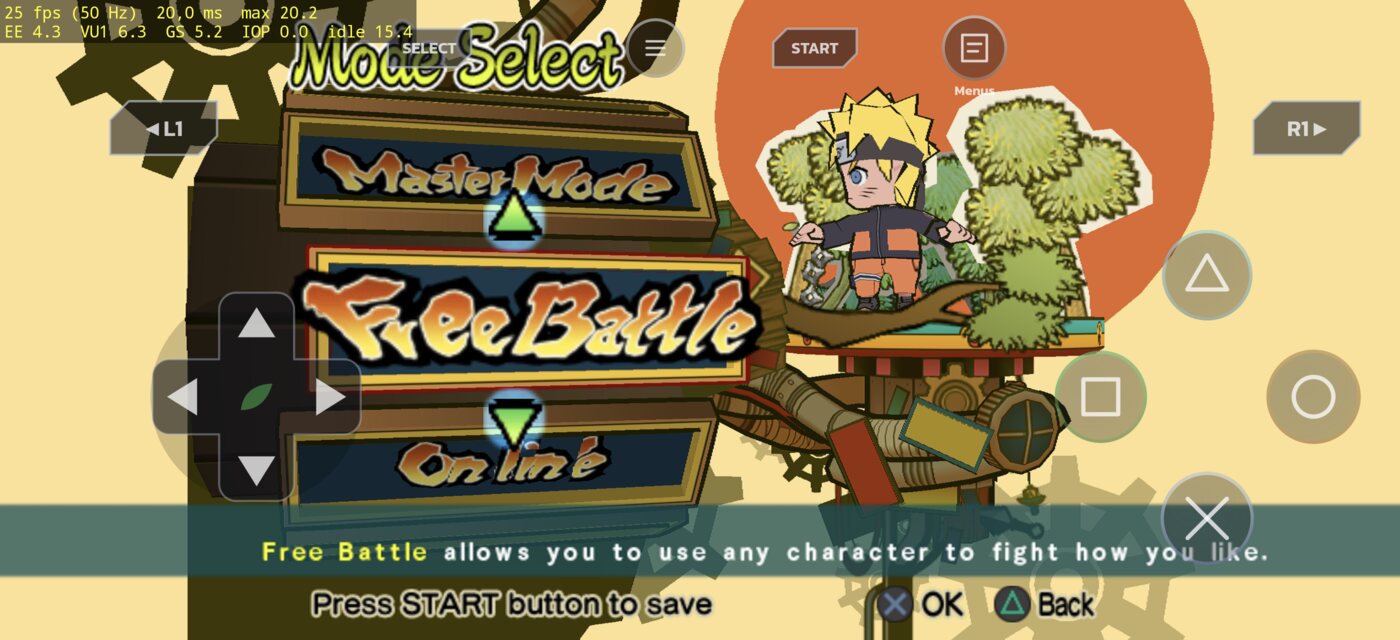 25 fps (50 Hz) 20,0 ms max 20.2
EE 4.3 VU1 6.3 GS 5.2 IOP 0.0 idle 15.4
Mode Select
SELECT
START
Menus
L1
R1
Master Mode
Free Battle
Online
Free Battle allows you to use any character to fight how you like.
Press START button to save
OK
Back